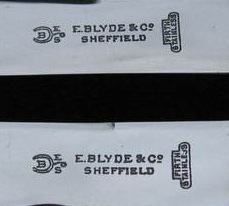 B
E.BLYDE & Cº
SHEFFIELD
FIRTH
STAINLESS
B
E.BLYDE & Cº
SHEFFIELD
FIRTH
STAINLESS